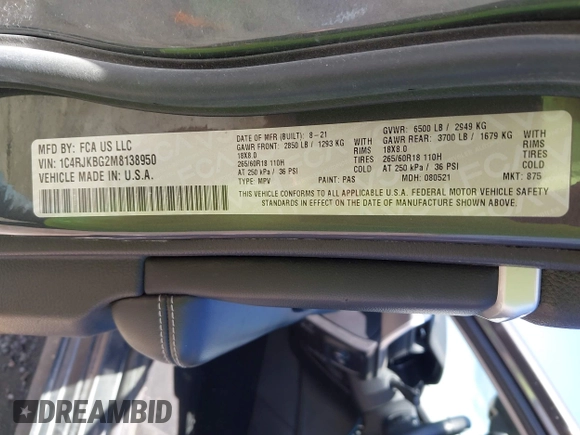 MFD BY: FCA US LLC
VIN: 1C4RJKBG2M8138950
VEHICLE MADE IN: U.S.A.
DATE OF MFR (BUILT): 8-21
GAWR FRONT: 2850 LB / 1293 KG
18X8.0 WITH
265/60R18 110H RIMS
TIRES
AT 250 kPa / 36 PSI COLD
TYPE: MPV PAINT: PAS
GVWR: 6500 LB / 2949 KG
GAWR REAR: 3700 LB / 1679 KG
18X8.0 WITH
265/60R18 110H RIMS
TIRES
AT 250 kPa / 36 PSI COLD
MDH: 080521 MKT: 875
THIS VEHICLE CONFORMS TO ALL APPLICABLE U.S.A. FEDERAL MOTOR VEHICLE SAFETY
STANDARDS IN EFFECT ON THE DATE OF MANUFACTURE SHOWN ABOVE.
DREAMBID